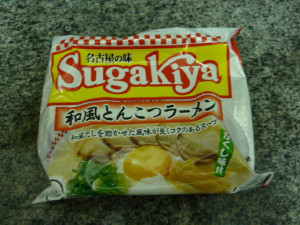 名古屋の味
Sugakiya
和風とんこつラーメン
和風だしを効かせた風味が良くコクのあるスープ